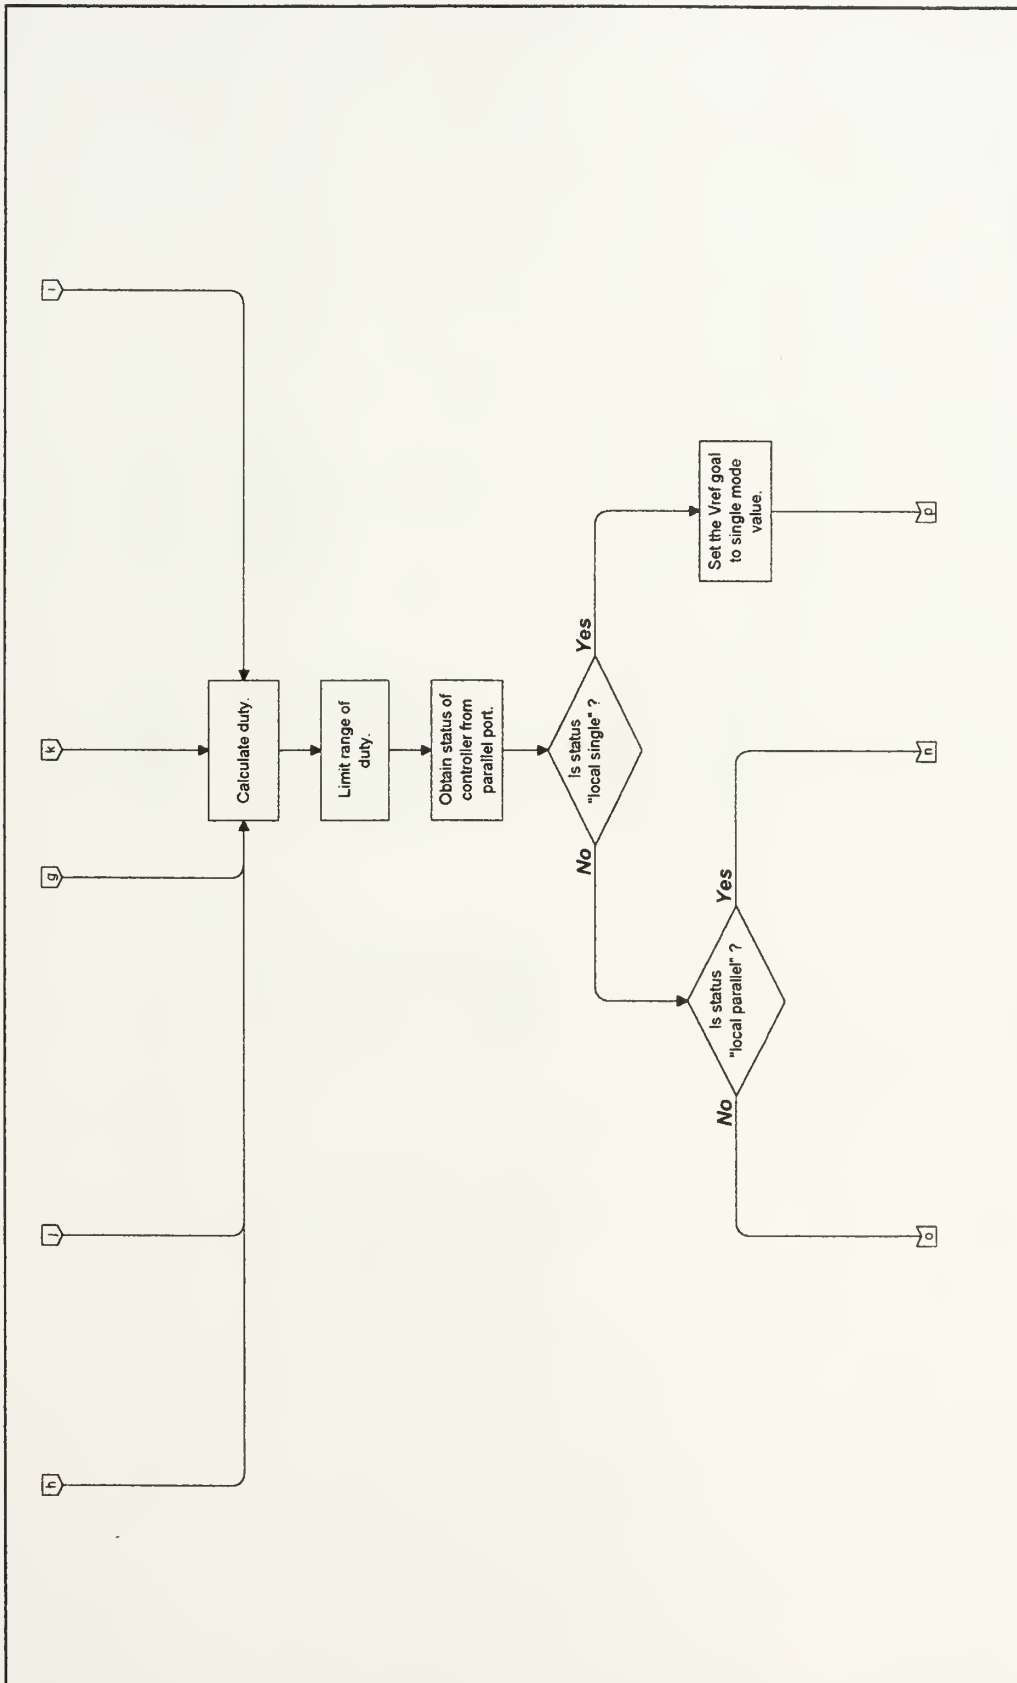 h
j
g
k
Calculate duty.
Limit range of
duty.
Obtain status of
controller from
parallel port.
No
Is status
"local single" ?
Yes
No
Is status
"local parallel" ?
Yes
Set the Vref goal
to single mode
value.
o
n
p